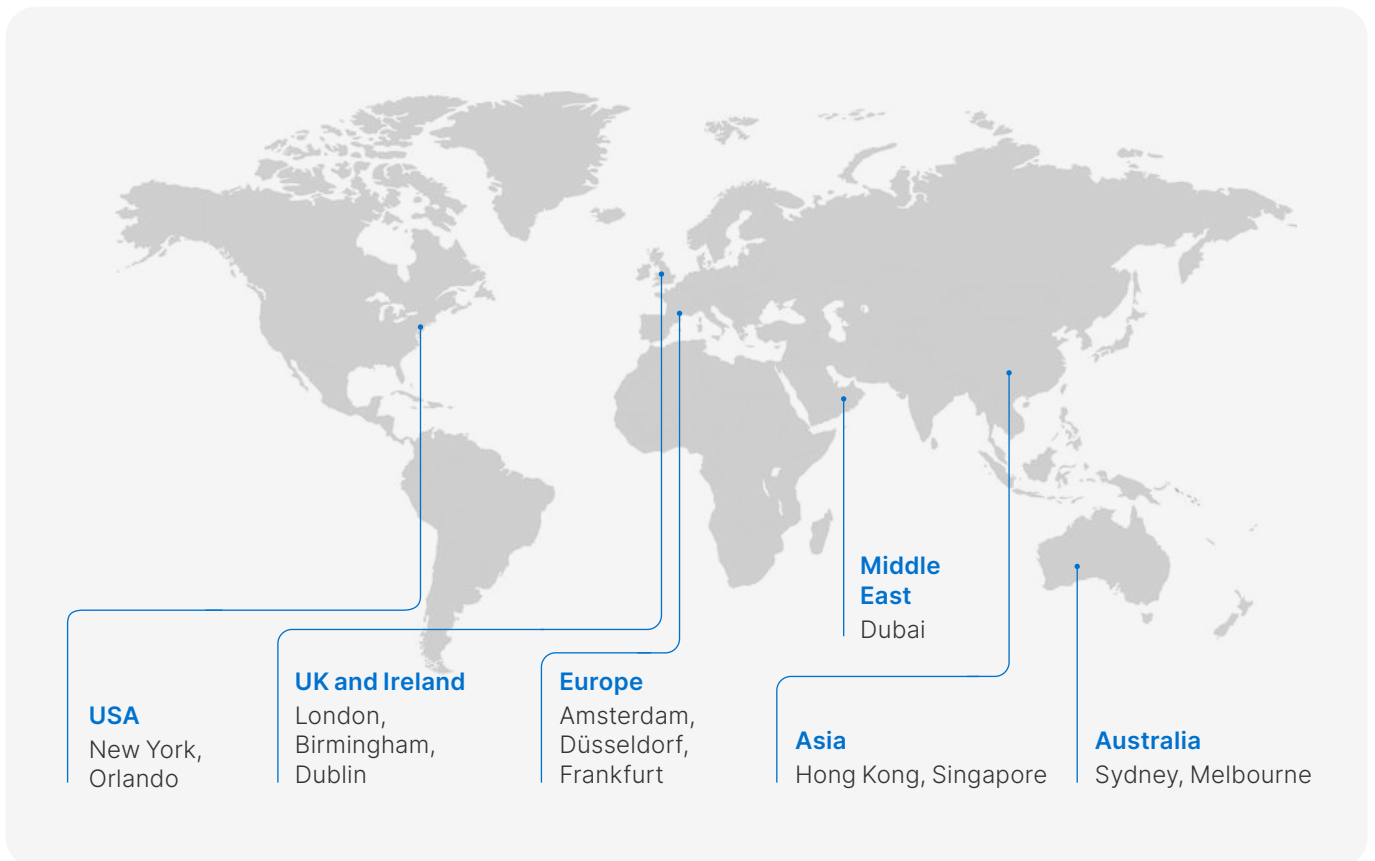 USA
New York,
Orlando
UK and Ireland
London,
Birmingham,
Dublin
Europe
Amsterdam,
Düsseldorf,
Frankfurt
Middle
East
Dubai
Asia
Hong Kong, Singapore
Australia
Sydney, Melbourne